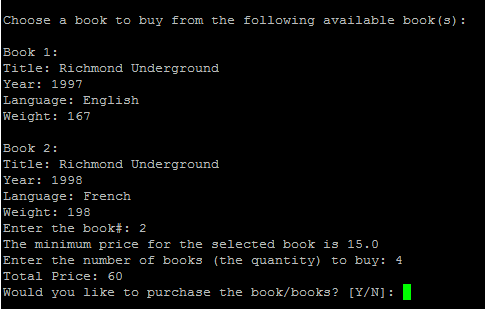 Choose a book to buy from the following available book(s):
Book 1:
Title: Richmond Underground
Year: 1997
Language: English
Weight: 167
Book 2:
Title: Richmond Underground
Year: 1998
Language: French
Weight: 198
Enter the book#: 2
The minimum price for the selected book is 15.0
Enter the number of books (the quantity) to buy: 4
Total Price: 60
Would you like to purchase the book/books? [Y/N]: